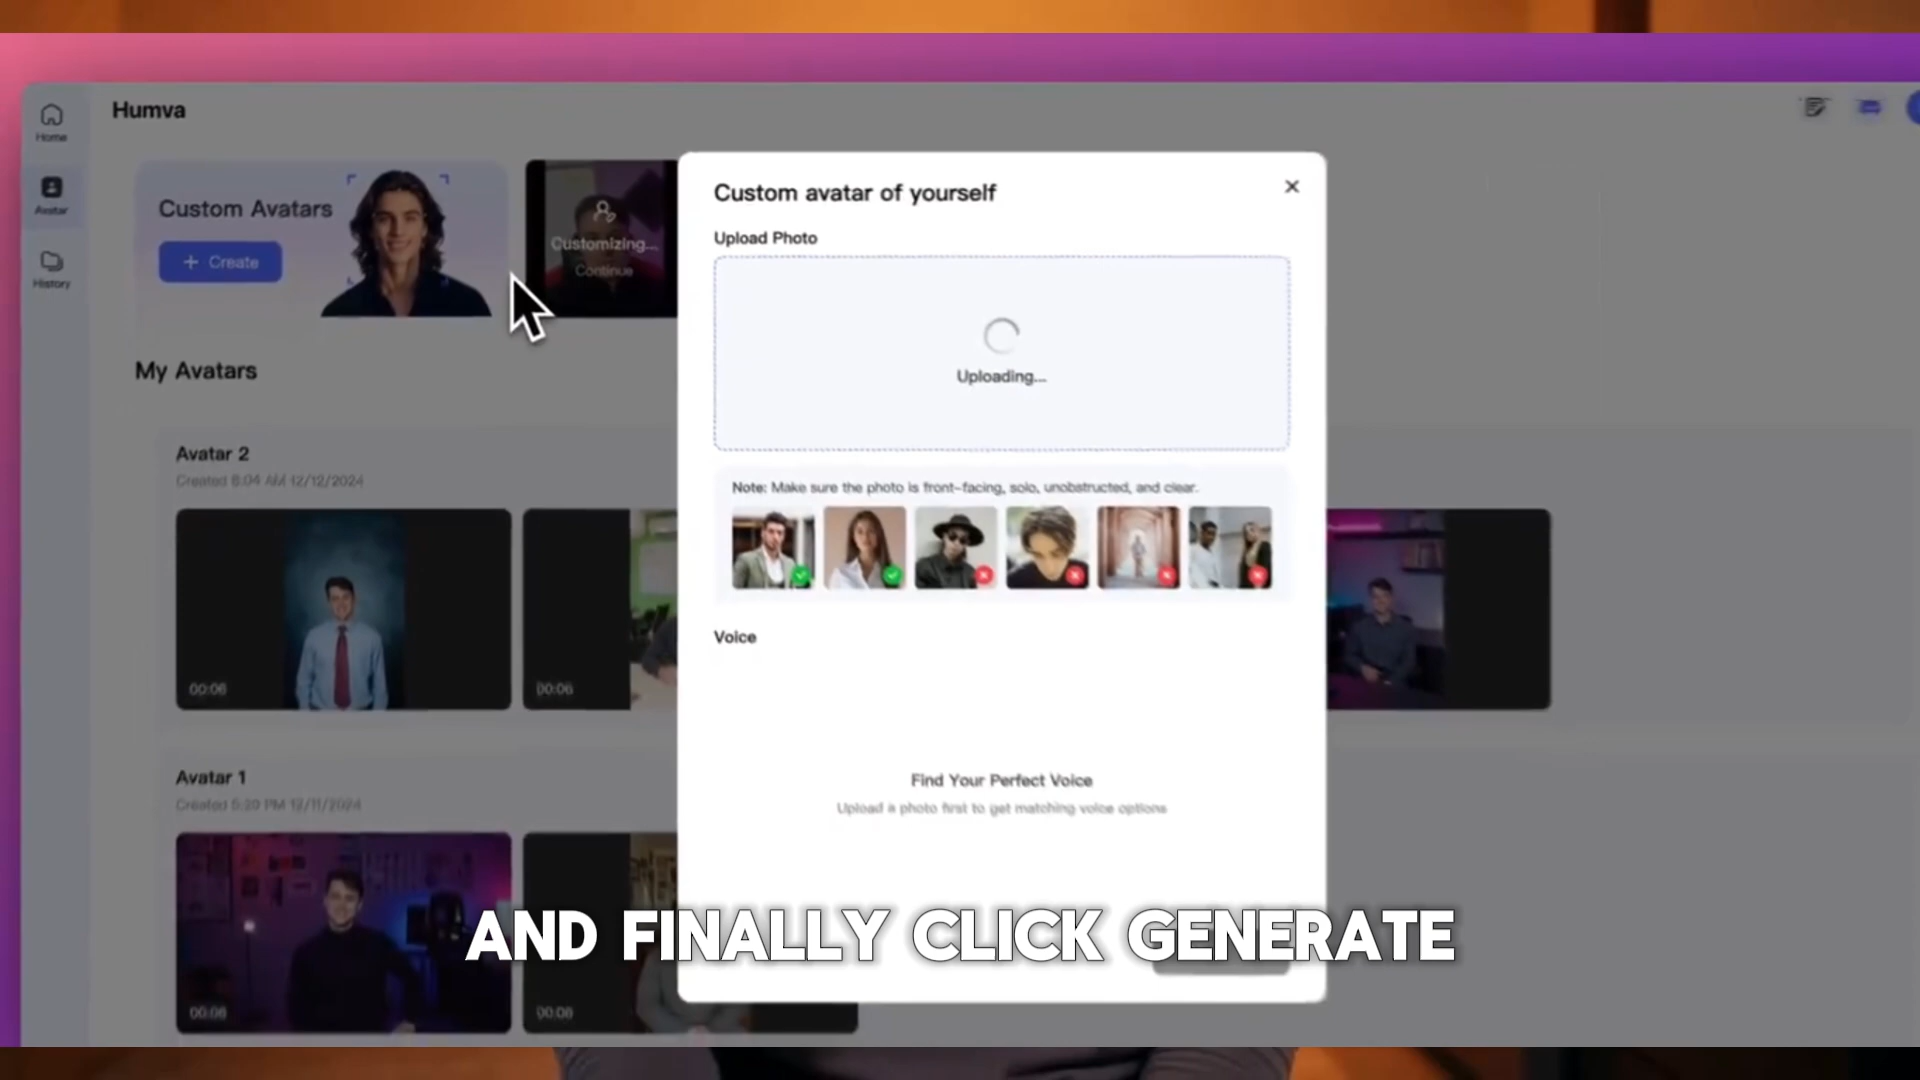 Humva
Home
Avatar
History
Custom Avatars
+ Create
Customizing...
Continue
My Avatars
Avatar 2
Created 8:04 AM 12/12/2024
00:06
00:06
Avatar 1
Created 5:39 PM 12/11/2024
00:06
00:06
Custom avatar of yourself
Upload Photo
Uploading...
Note: Make sure the photo is front-facing, solo, unobstructed, and clear.
Voice
Find Your Perfect Voice
Upload a photo first to get matching voice options
AND FINALLY CLICK GENERATE